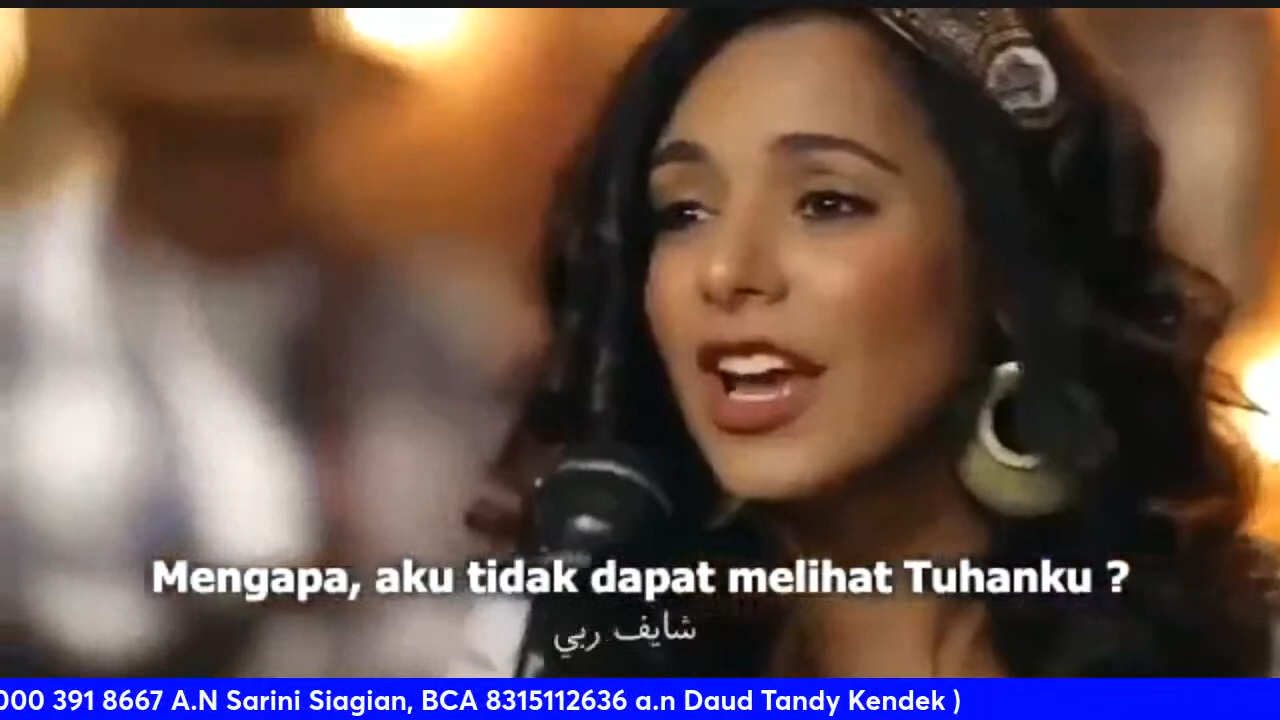 Mengapa, aku tidak dapat melihat Tuhanku ?
شايف ربي
000 391 8667 A.N Sarini Siagian, BCA 8315112636 a.n Daud Tandy Kendek )